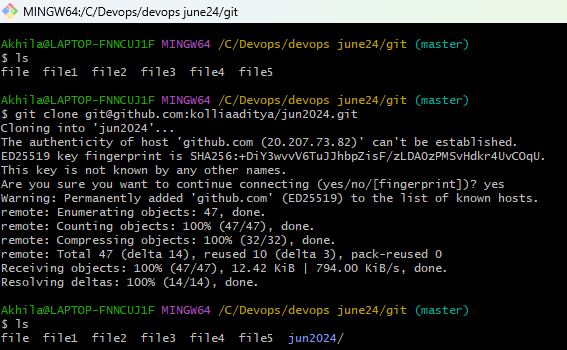 MINGW64:/C/Devops/devops june24/git
Akhila@LAPTOP-FNNCUJ1F MINGW64 /C/Devops/devops june24/git (master)
$ ls
file  file1  file2  file3  file4  file5
Akhila@LAPTOP-FNNCUJ1F MINGW64 /C/Devops/devops june24/git (master)
$ git clone git@github.com:kolliaaditya/jun2024.git
Cloning into 'jun2024'...
The authenticity of host 'github.com (20.207.73.82)' can't be established.
ED25519 key fingerprint is SHA256:+DiY3wvvV6TuJJhbpZisF/zLDA0zPMSvHdkr4UvCOqU.
This key is not known by any other names.
Are you sure you want to continue connecting (yes/no/[fingerprint])? yes
Warning: Permanently added 'github.com' (ED25519) to the list of known hosts.
remote: Enumerating objects: 47, done.
remote: Counting objects: 100% (47/47), done.
remote: Compressing objects: 100% (32/32), done.
remote: Total 47 (delta 14), reused 10 (delta 3), pack-reused 0
Receiving objects: 100% (47/47), 12.42 KiB | 794.00 KiB/s, done.
Resolving deltas: 100% (14/14), done.
Akhila@LAPTOP-FNNCUJ1F MINGW64 /C/Devops/devops june24/git (master)
$ ls
file  file1  file2  file3  file4  file5  jun2024/